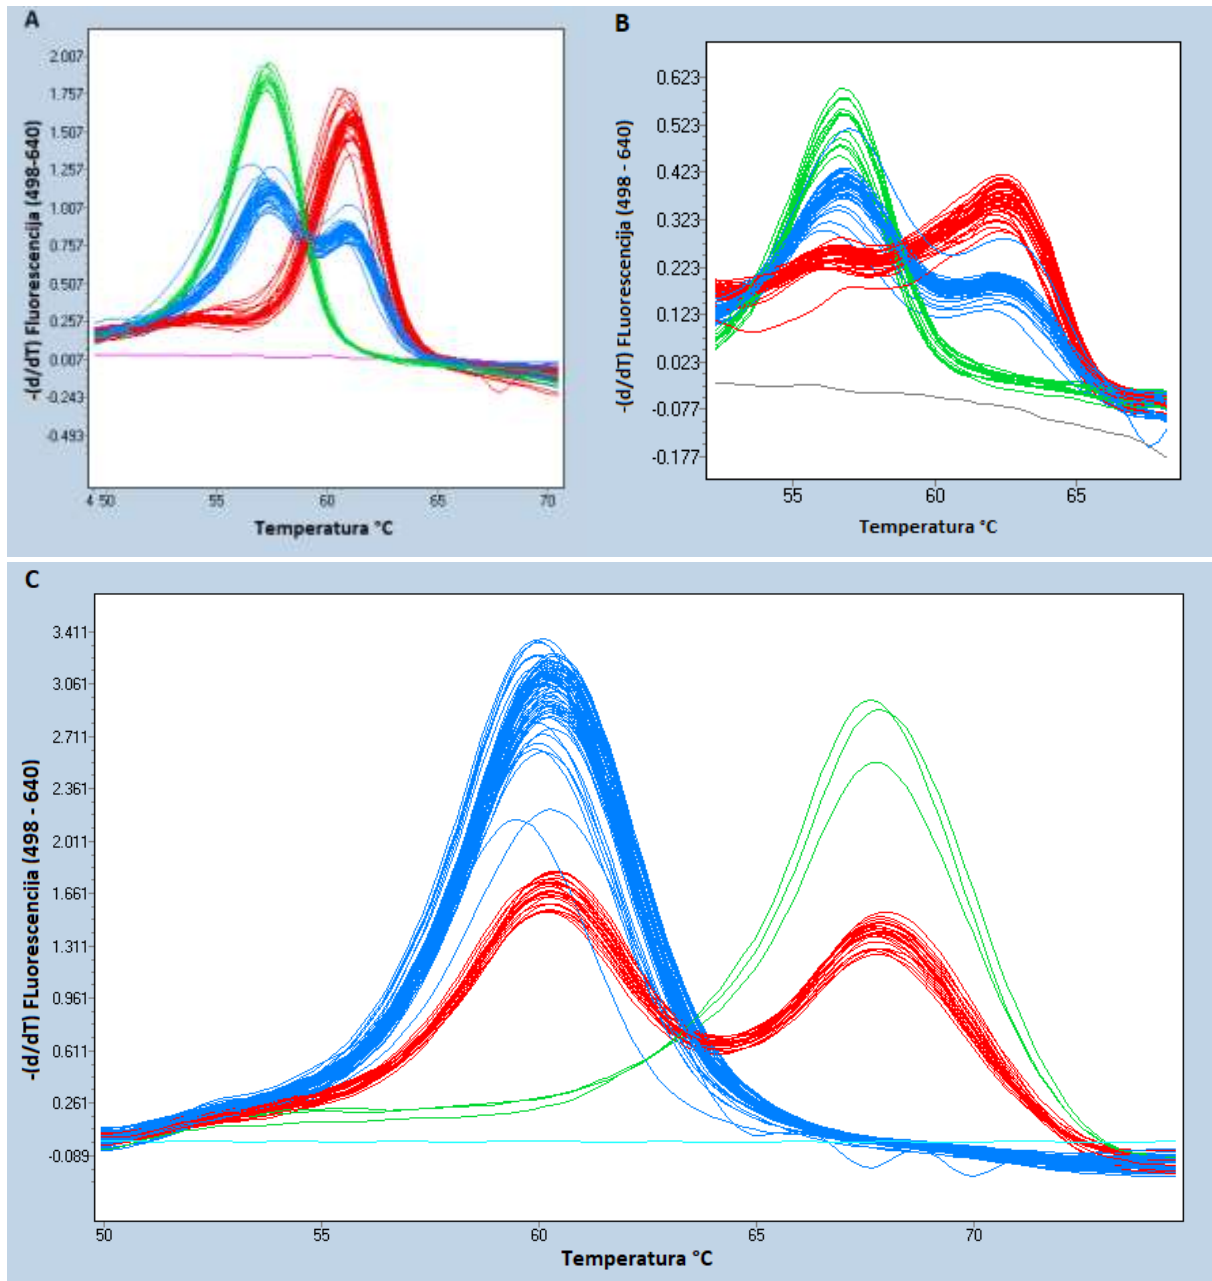 A
2.007
1.757
1.507
1.257
1.007
0.757
0.507
0.257
0.007
-0.243
-0.493
-(d/dT) Fluorescencija (498-640)
4 50 55 60 65 70
Temperatura °C
B
0.623
0.523
0.423
0.323
0.223
0.123
0.023
-0.077
-0.177
-(d/dT) FLuorescencija (498 - 640)
55 60 65
Temperatura °C
C
3.411
3.061
2.711
2.361
2.011
1.661
1.311
0.961
0.611
0.261
-0.089
-(d/dT) FLuorescencija (498 - 640)
50 55 60 65 70
Temperatura °C